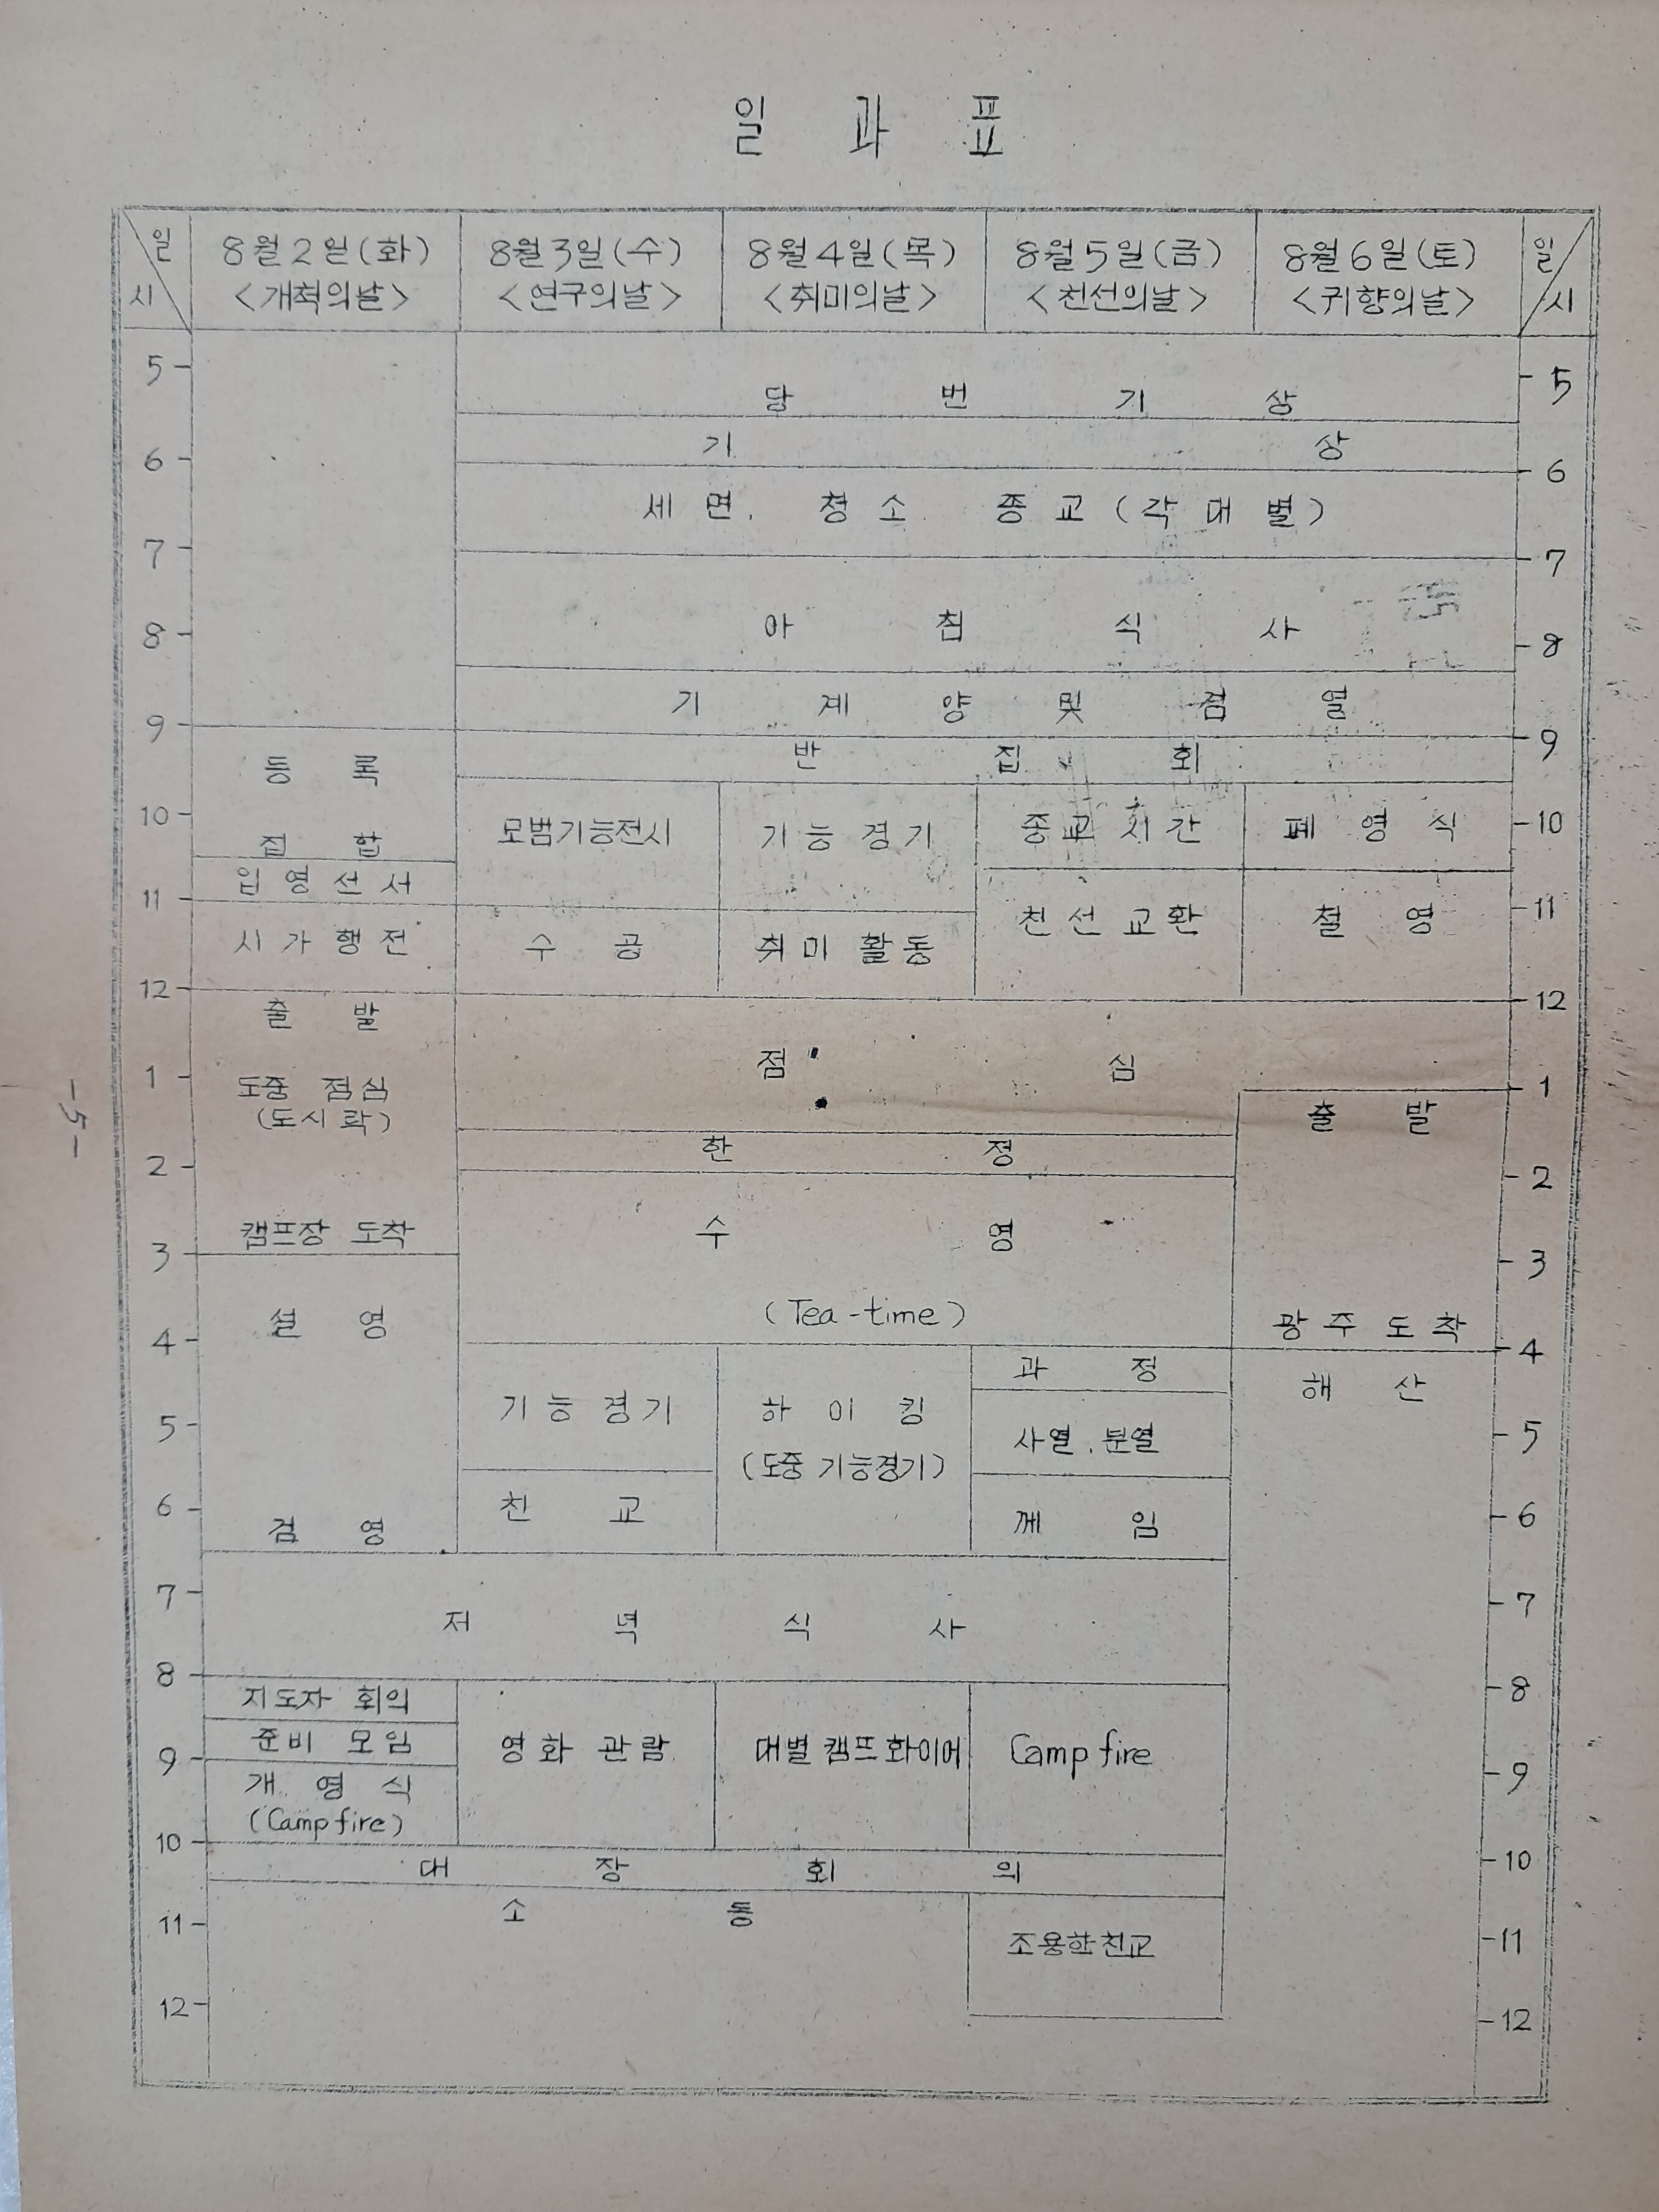 일 과 표
일
시
8월 2일(화)
<개척의날>
8월 3일(수)
<연구의날>
8월 4일(목)
<취미의날>
8월 5일(금)
<친선의날>
8월 6일(토)
<귀향의날>
일
시
5
당 번 기 상
5
기 상
6
6
세 면. 청 소 종 교 (각 대 별)
7
7
아 침 식 사
8
8
기 계 양 및 점 열
9
9
반 집 회
등 록
10
모범기능전시
기능 경기
종교 시간
폐 영 식
10
집 합
입 영 선 서
11
친선 교환
철 영
11
시 가 행 전
수 공
취미 활동
12
12
출 발
점 심
1
1
도중 점심
(도시락)
출 발
한 정
2
2
캠프장 도착
수 영
3
3
(Tea-time)
광주 도착
설 영
4
4
과 정
해 산
기능 경기
하 이 킹
5
사열. 분열
5
(도중 기능경기)
친 교
6
께 임
6
검 영
7
저 녁 식 사
7
8
8
지도자 회의
준비 모임
영화 관람
대별 캠프화이어
Camp fire
9
9
개 영 식
(Camp fire)
10
10
대 장 회 의
소 등
11
조용한친교
11
12
12
-5-